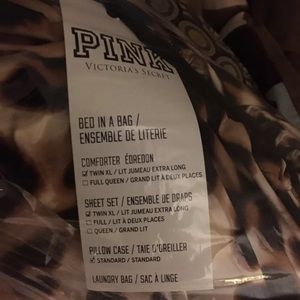 PINK
VICTORIA'S SECRET
BED IN A BAG /
ENSEMBLE DE LITERIE
COMFORTER ÉDREDON
TWIN XL / LIT JUMEAU EXTRA LONG
FULL QUEEN / GRAND LIT À DEUX PLACES
SHEET SET / ENSEMBLE DE DRAPS
TWIN XL / LIT JUMEAU EXTRA LONG
FULL / LIT À DEUX PLACES
QUEEN / GRAND LIT
PILLOW CASE / TAIE D'OREILLER
STANDARD / STANDARD
LAUNDRY BAG / SAC À LINGE